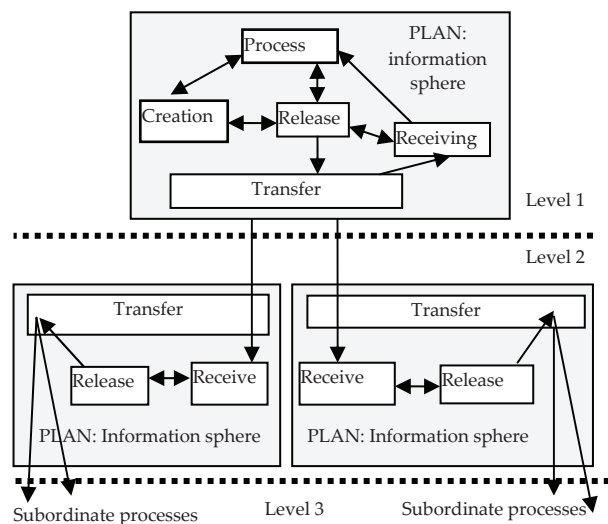 PLAN:
information
sphere
Process
Creation
Release
Receiving
Transfer
Level 1
Level 2
Transfer
Release
Receive
PLAN: Information sphere
Transfer
Receive
Release
PLAN: Information sphere
Subordinate processes
Level 3
Subordinate processes